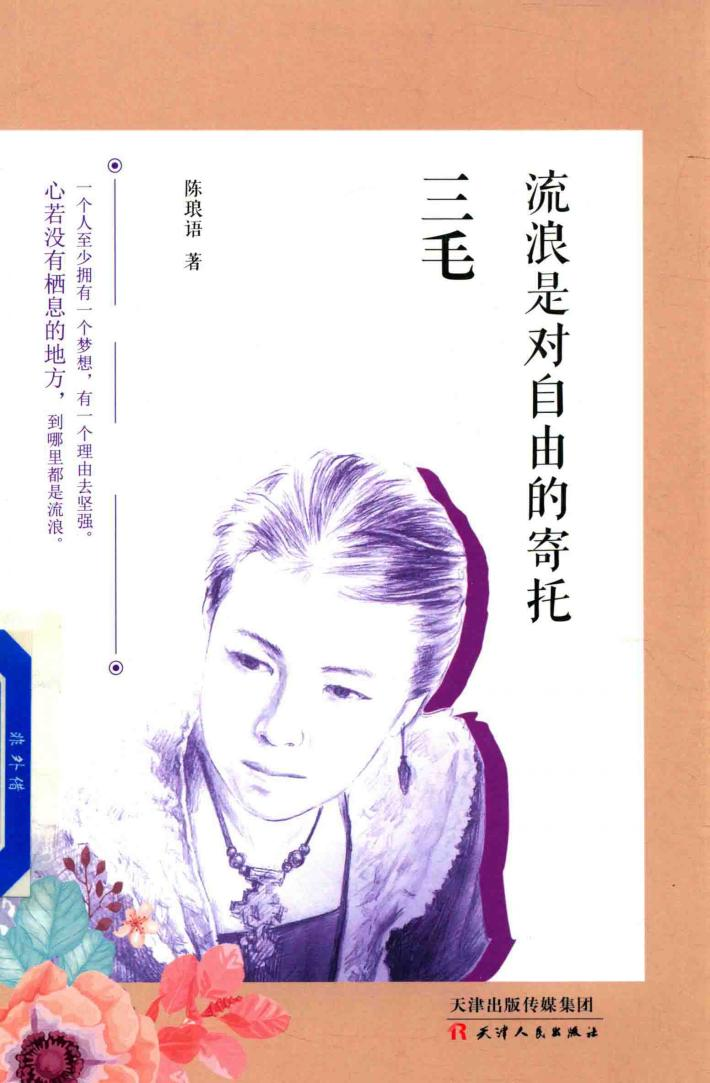 流浪是对自由的寄托
三毛
陈琅语 著
一个人至少拥有一个梦想，有一个理由去坚强。
心若没有栖息的地方，到哪里都是流浪。
非外借
天津出版传媒集团
天津人民出版社